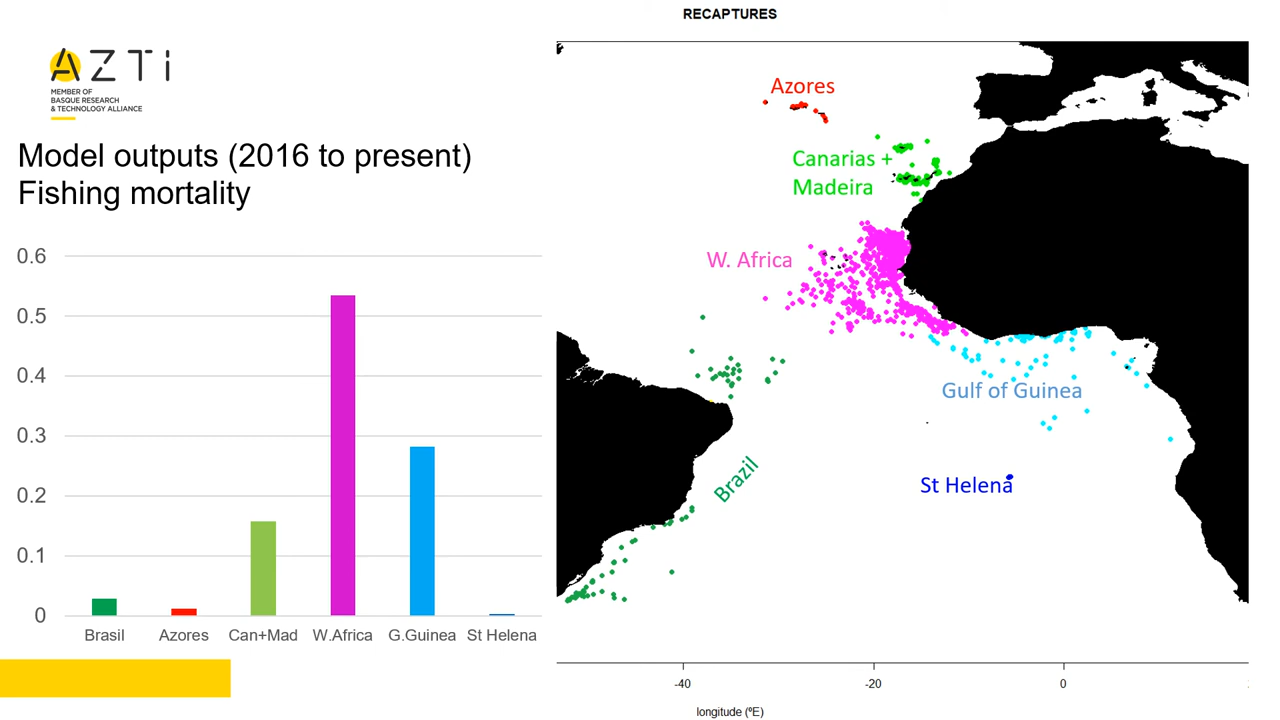 AZTi
MEMBER OF
BASQUE RESEARCH
& TECHNOLOGY ALLIANCE
Model outputs (2016 to present)
Fishing mortality
0.6
0.5
0.4
0.3
0.2
0.1
0
Brasil
Azores
Can+Mad
W.Africa
G.Guinea
St Helena
RECAPTURES
Azores
Canarias +
Madeira
W. Africa
Gulf of Guinea
Brazil
St Helena
-40
-20
0
longitude (ºE)